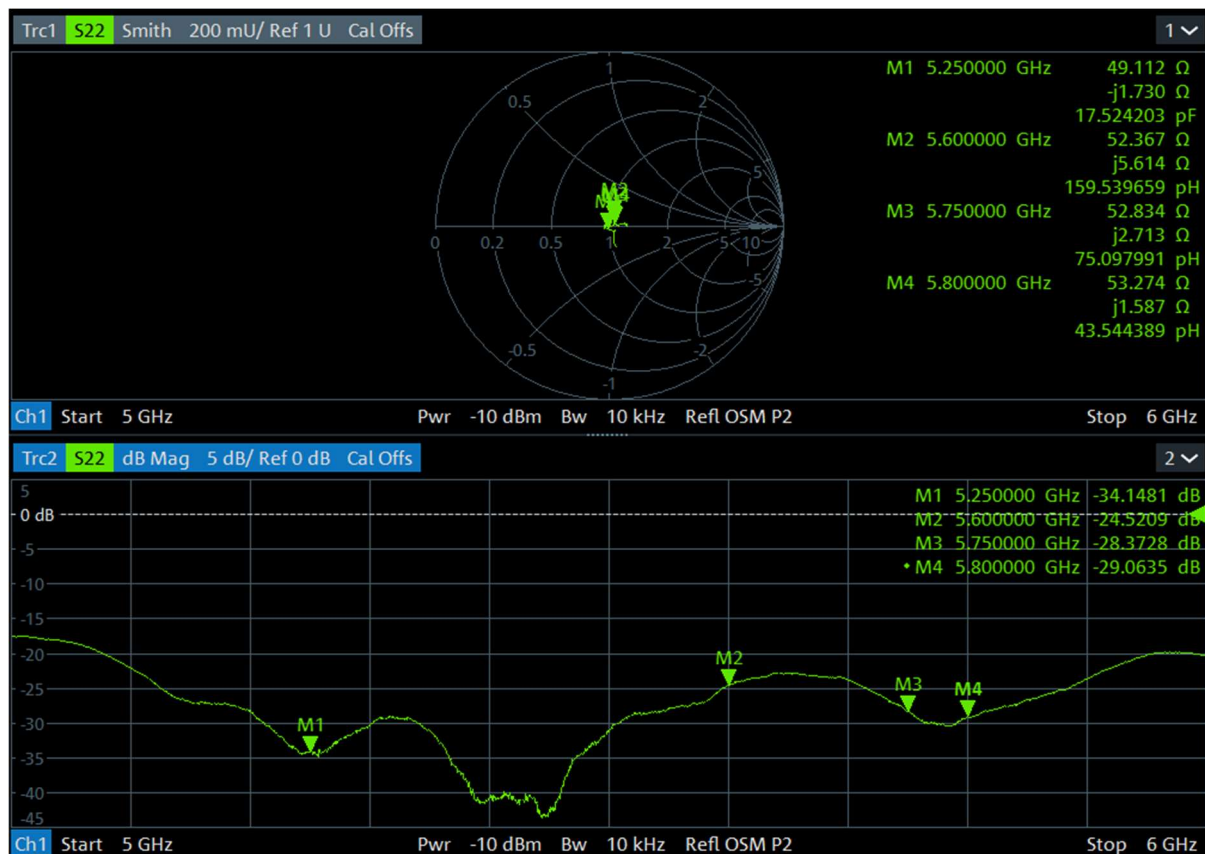 Trc1 S22 Smith 200 mU/ Ref 1 U Cal Offs 1
M1 5.250000 GHz 49.112 Ω
-j1.730 Ω
17.524203 pF
M2 5.600000 GHz 52.367 Ω
j5.614 Ω
159.539659 pH
M3 5.750000 GHz 52.834 Ω
j2.713 Ω
75.097991 pH
M4 5.800000 GHz 53.274 Ω
j1.587 Ω
43.544389 pH
1
0.5 2
5
M2
0 0.2 0.5 1 2 5 10
-5
-0.5 -2
-1
Ch1 Start 5 GHz Pwr -10 dBm Bw 10 kHz Refl OSM P2 Stop 6 GHz
Trc2 S22 dB Mag 5 dB/ Ref 0 dB Cal Offs 2
M1 5.250000 GHz -34.1481 dB
M2 5.600000 GHz -24.5209 dB
M3 5.750000 GHz -28.3728 dB
M4 5.800000 GHz -29.0635 dB
5
0 dB
-5
-10
-15
-20
-25
-30
-35
-40
-45
M1
M2
M3
M4
Ch1 Start 5 GHz Pwr -10 dBm Bw 10 kHz Refl OSM P2 Stop 6 GHz